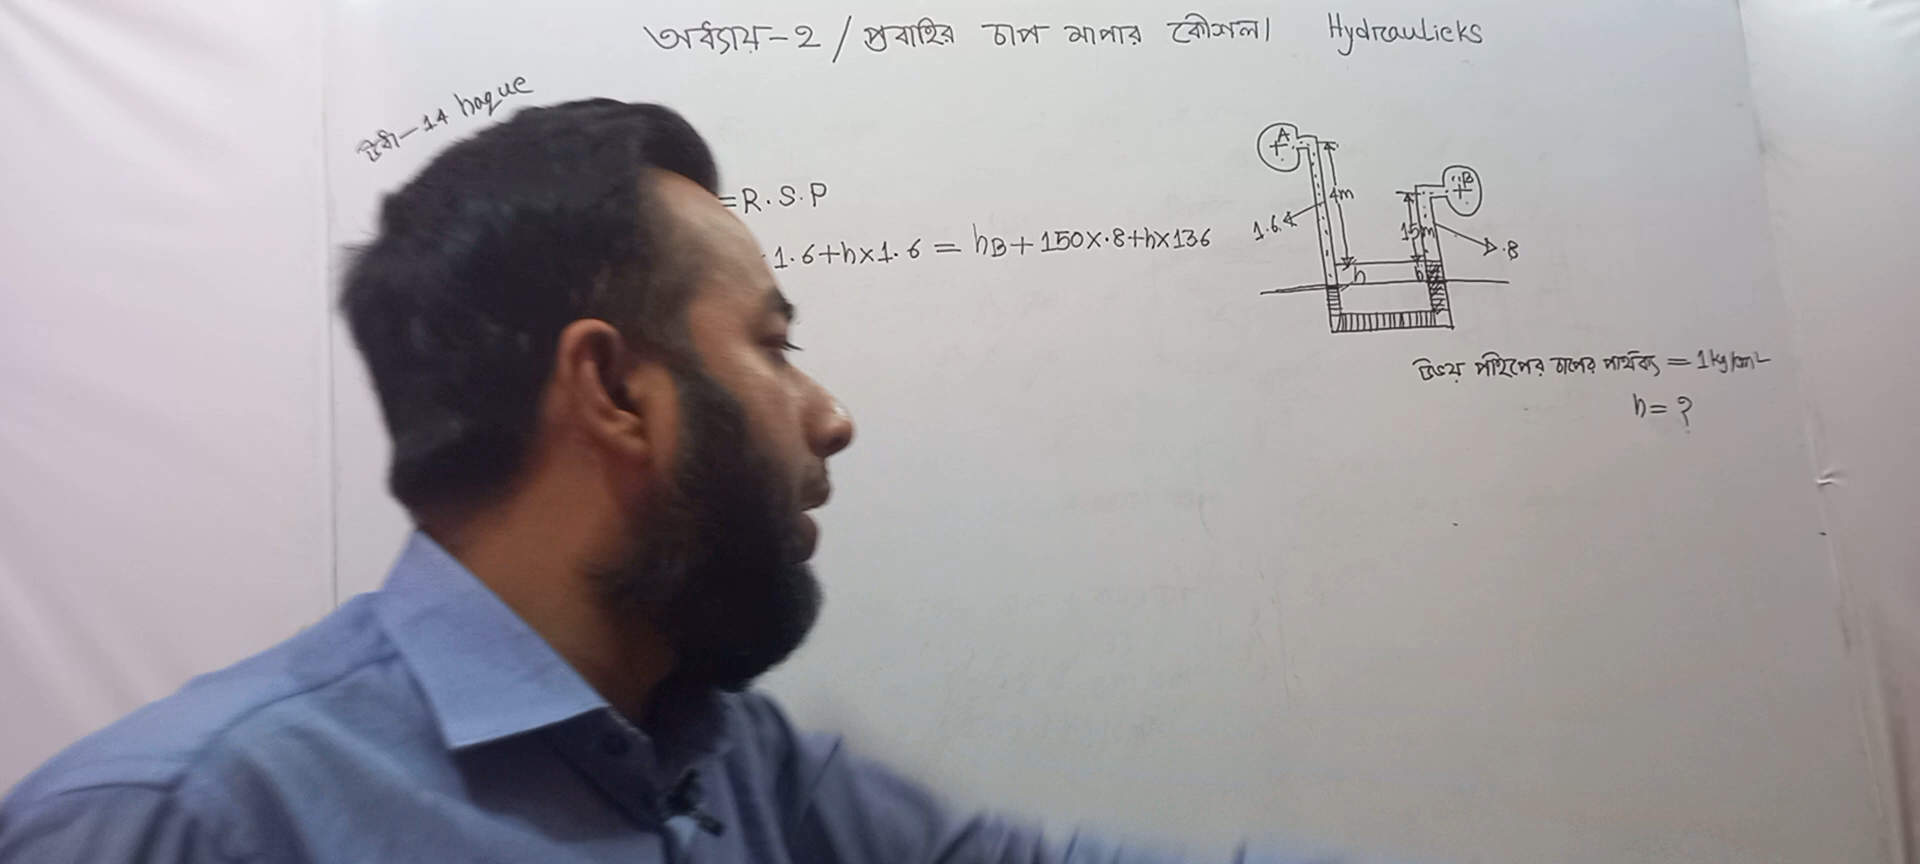 অধ্যায়-2 / প্রবাহির চাপ মাপার কৌশল। Hydraulicks
টবী-14 haque
A
B
4m
1.6
15m
.8
h
h
=R.S.P
1.6+h×1.6 = hB+150×.8+h×136
উভয় পাইপের চাপের পার্থক্য = 1kg/cm²
h= ?